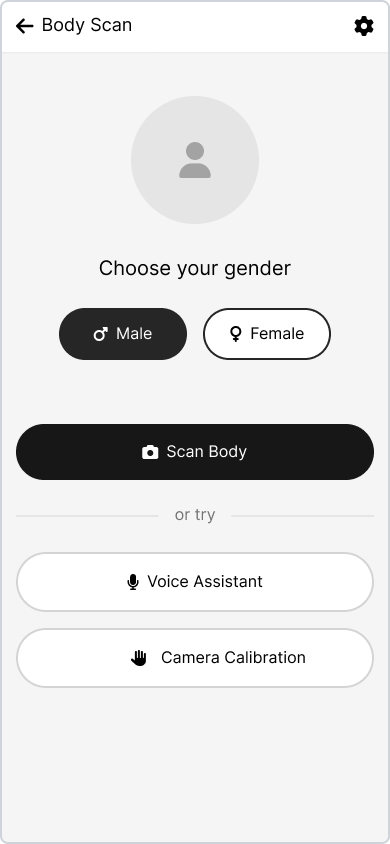 Body Scan
Choose your gender
Male
Female
Scan Body
or try
Voice Assistant
Camera Calibration